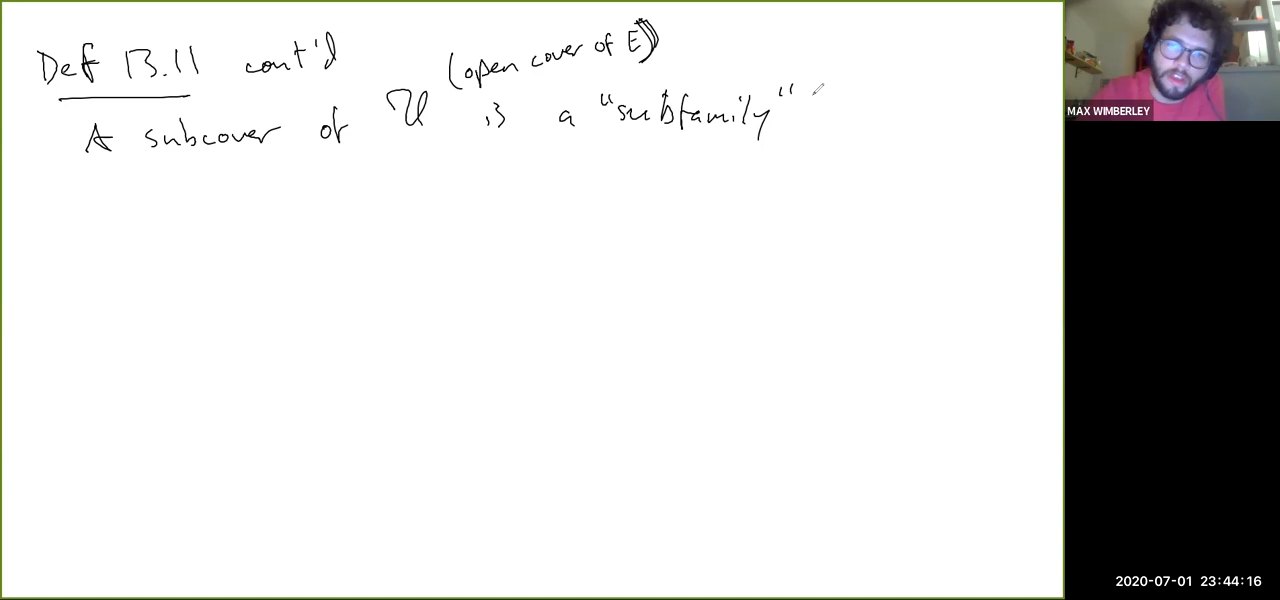 Def 13.11 cont'd
(open cover of E)
A subcover of U is a "subfamily"
MAX WIMBERLEY
2020-07-01 23:44:16